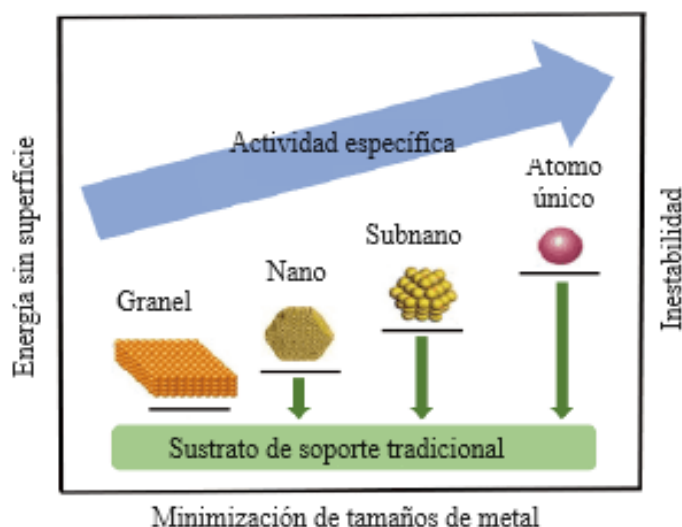 Actividad específica
Atomo
único
Subnano
Nano
Granel
Sustrato de soporte tradicional
Energía sin superficie
Inestabilidad
Minimización de tamaños de metal